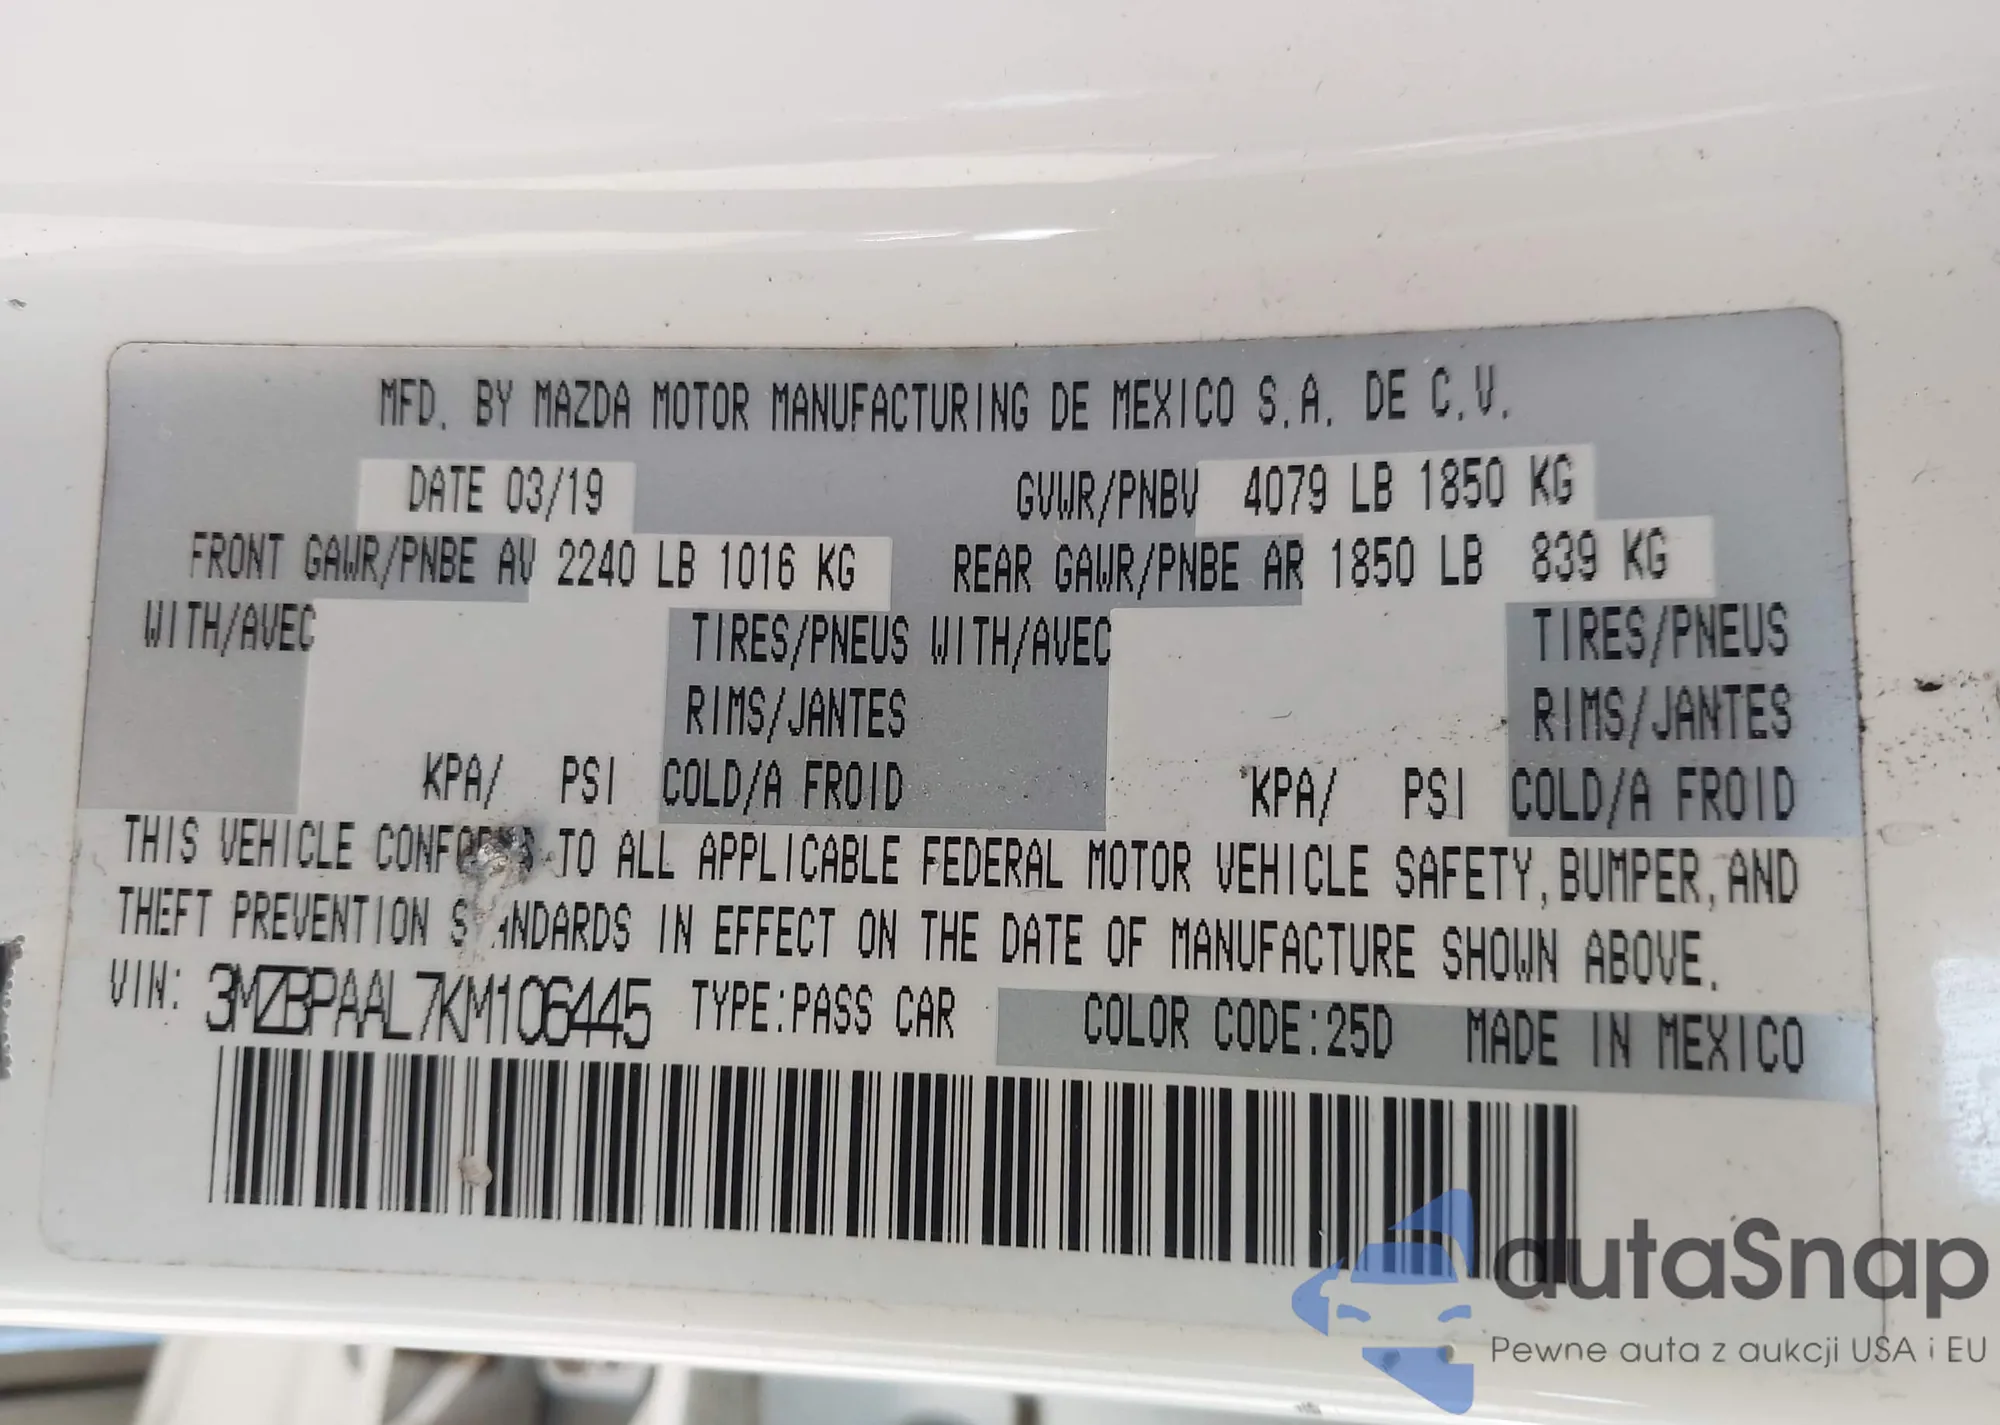 MFD. BY MAZDA MOTOR MANUFACTURING DE MEXICO S.A. DE C.V.
DATE 03/19 GVWR/PNBV 4079 LB 1850 KG
FRONT GAWR/PNBE AV 2240 LB 1016 KG REAR GAWR/PNBE AR 1850 LB 839 KG
WITH/AVEC TIRES/PNEUS WITH/AVEC TIRES/PNEUS
RIMS/JANTES RIMS/JANTES
KPA/ PSI COLD/A FROID KPA/ PSI COLD/A FROID
THIS VEHICLE CONFORMS TO ALL APPLICABLE FEDERAL MOTOR VEHICLE SAFETY, BUMPER, AND
THEFT PREVENTION STANDARDS IN EFFECT ON THE DATE OF MANUFACTURE SHOWN ABOVE.
VIN: 3MZBPAAL7KM106445 TYPE:PASS CAR COLOR CODE:25D MADE IN MEXICO
autaSnap
Pewne auta z aukcji USA i EU